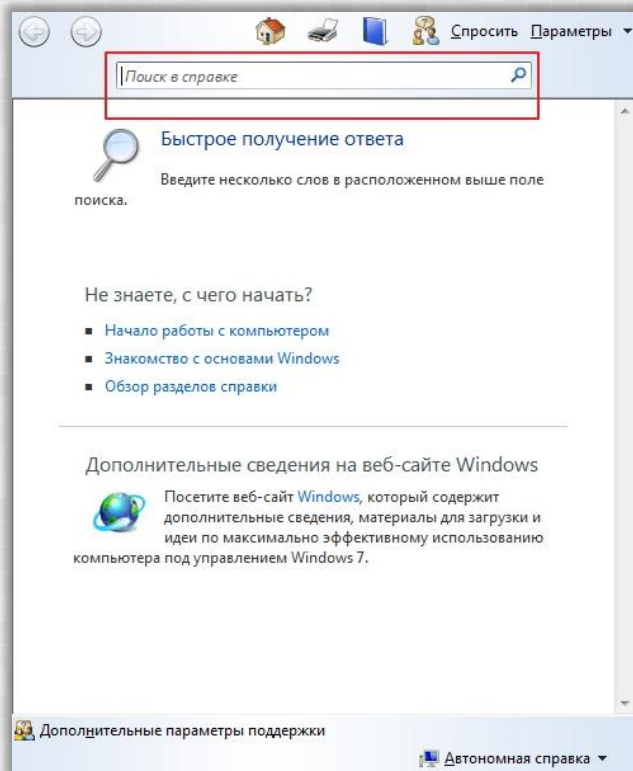 Спросить Параметры
Поиск в справке
Быстрое получение ответа
Введите несколько слов в расположенном выше поле
поиска.
Не знаете, с чего начать?
Начало работы с компьютером
Знакомство с основами Windows
Обзор разделов справки
Дополнительные сведения на веб-сайте Windows
Посетите веб-сайт Windows, который содержит
дополнительные сведения, материалы для загрузки и
идеи по максимально эффективному использованию
компьютера под управлением Windows 7.
Дополнительные параметры поддержки
Автономная справка